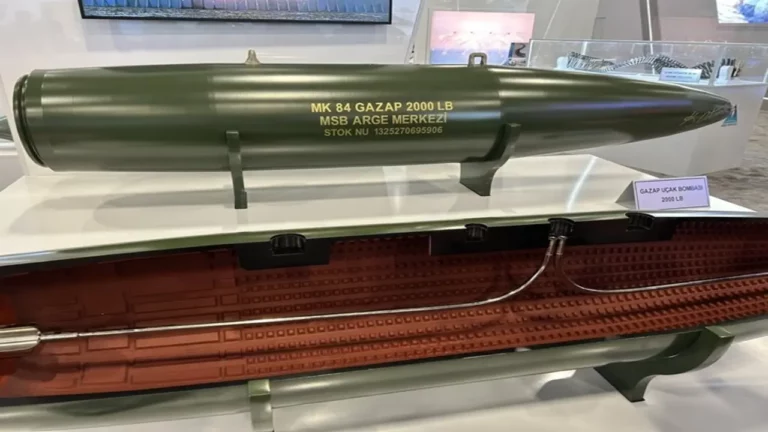 MK 84 GAZAP 2000 LB
MSB ARGE MERKEZİ
STOK NU 1325270695906
GAZAP UÇAK BOMBASI
2000 LB